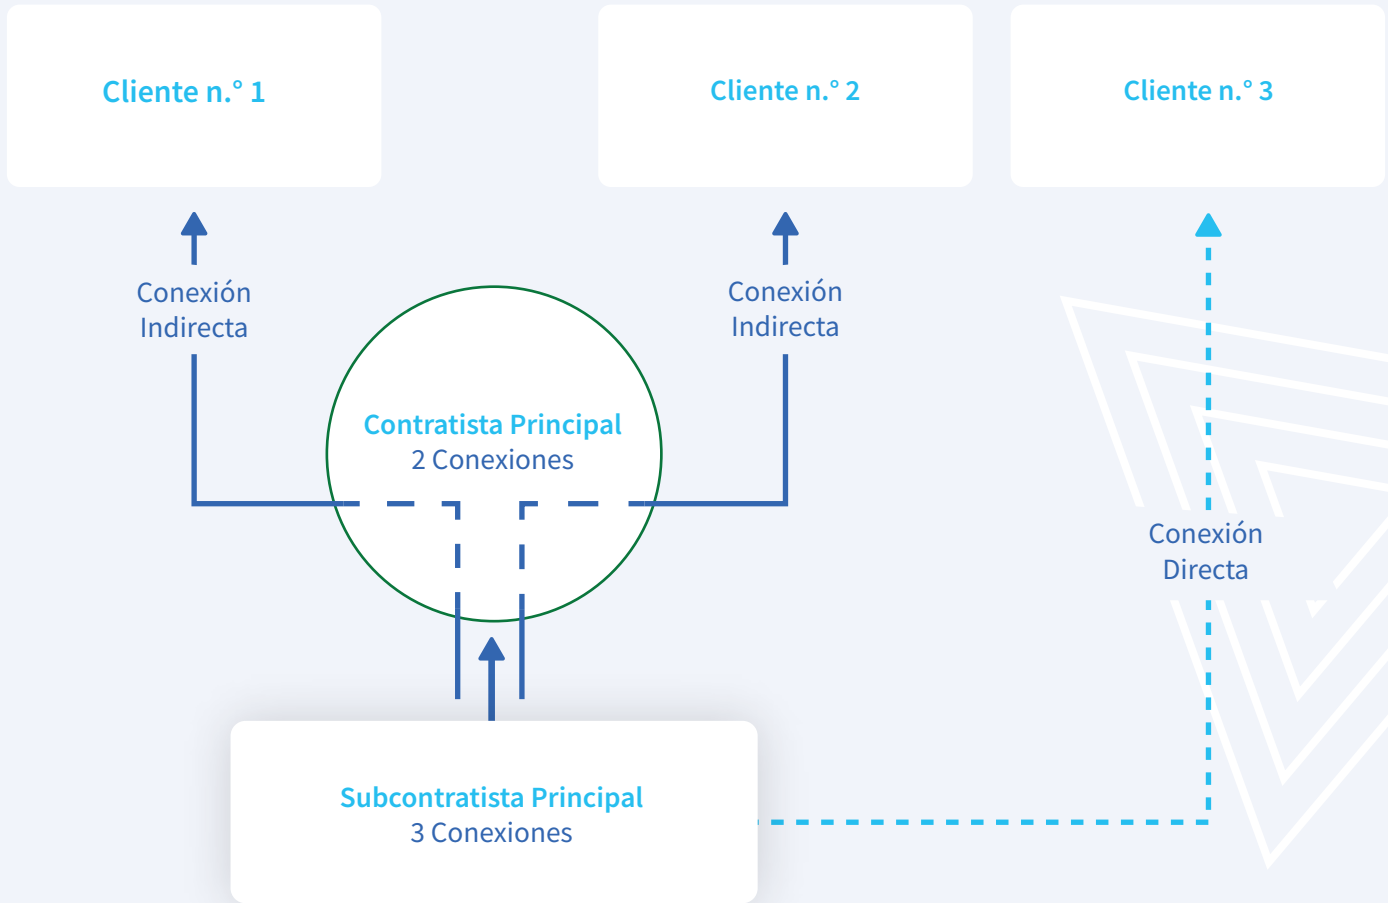 Cliente n.° 1
Cliente n.° 2
Cliente n.° 3
Conexión
Indirecta
Conexión
Indirecta
Contratista Principal
2 Conexiones
Conexión
Directa
Subcontratista Principal
3 Conexiones